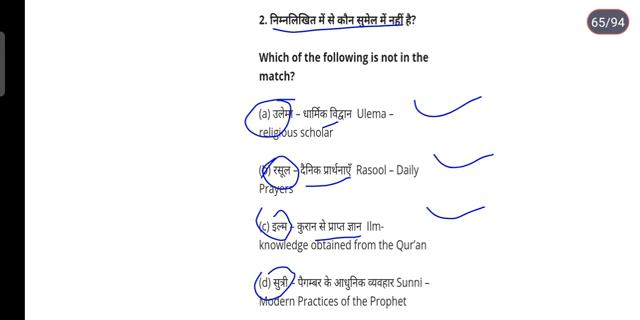 65/94
2. निम्नलिखित में से कौन सुमेल में नहीं है?
Which of the following is not in the
match?
(a) उलेमा – धार्मिक विद्वान Ulema –
religious scholar
(b) रसूल – दैनिक प्रार्थनाएँ Rasool – Daily
Prayers
(c) इल्म – कुरान से प्राप्त ज्ञान Ilm-
knowledge obtained from the Qur'an
(d) सुन्नी – पैगम्बर के आधुनिक व्यवहार Sunni –
Modern Practices of the Prophet